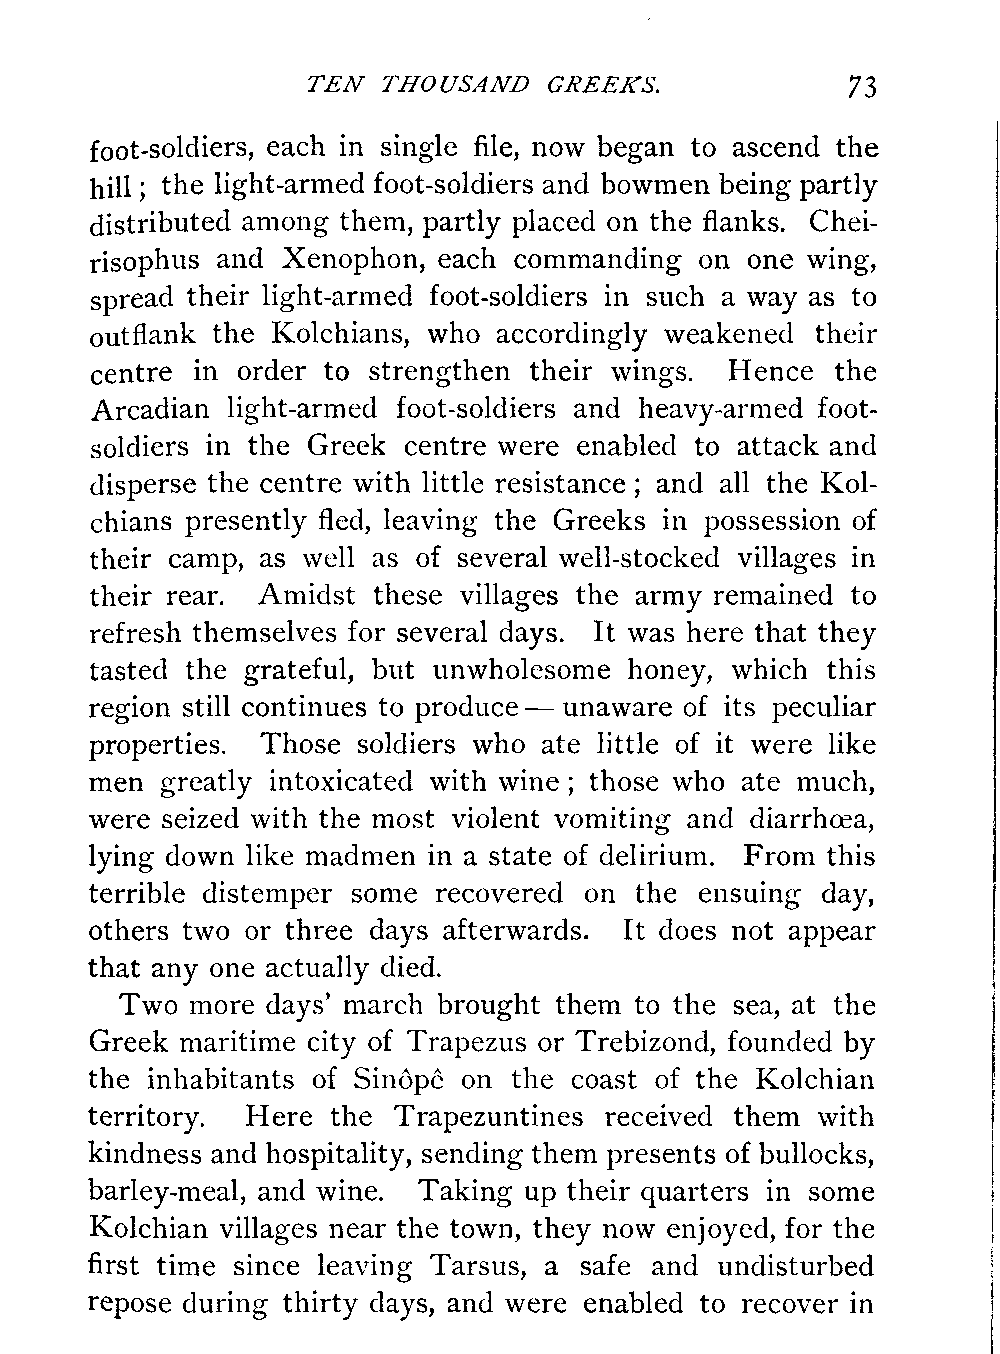 TEN THOUSAND GREEKS. 73
foot-soldiers, each in single file, now began to ascend the
hill; the light-armed foot-soldiers and bowmen being partly
distributed among them, partly placed on the flanks. Chei-
risophus and Xenophon, each commanding on one wing,
spread their light-armed foot-soldiers in such a way as to
outflank the Kolchians, who accordingly weakened their
centre in order to strengthen their wings. Hence the
Arcadian light-armed foot-soldiers and heavy-armed foot-
soldiers in the Greek centre were enabled to attack and
disperse the centre with little resistance; and all the Kol-
chians presently fled, leaving the Greeks in possession of
their camp, as well as of several well-stocked villages in
their rear. Amidst these villages the army remained to
refresh themselves for several days. It was here that they
tasted the grateful, but unwholesome honey, which this
region still continues to produce — unaware of its peculiar
properties. Those soldiers who ate little of it were like
men greatly intoxicated with wine; those who ate much,
were seized with the most violent vomiting and diarrhœa,
lying down like madmen in a state of delirium. From this
terrible distemper some recovered on the ensuing day,
others two or three days afterwards. It does not appear
that any one actually died.
Two more days' march brought them to the sea, at the
Greek maritime city of Trapezus or Trebizond, founded by
the inhabitants of Sinôpê on the coast of the Kolchian
territory. Here the Trapezuntines received them with
kindness and hospitality, sending them presents of bullocks,
barley-meal, and wine. Taking up their quarters in some
Kolchian villages near the town, they now enjoyed, for the
first time since leaving Tarsus, a safe and undisturbed
repose during thirty days, and were enabled to recover in